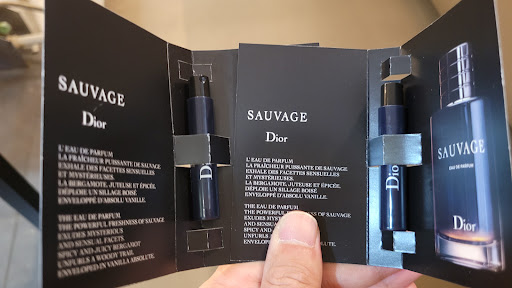 SAUVAGE
Dior
L'EAU DE PARFUM
LA FRAÎCHEUR PUISSANTE DE SAUVAGE
EXHALE DES FACETTES SENSUELLES
ET MYSTÉRIEUSES
LA BERGAMOTE, JUTEUSE ET ÉPICÉE,
DÉPLOIE UN SILLAGE BOISÉ
ENVELOPPÉ D'ABSOLU VANILLE.
THE EAU DE PARFUM
THE POWERFUL FRESHNESS OF SAUVAGE
EXUDES MYSTERIOUS
AND SENSUAL FACETS.
SPICY AND JUICY BERGAMOT
UNFURLS A WOODY TRAIL
ENVELOPED IN VANILLA ABSOLUTE.
Dior
SAUVAGE
Dior
L'EAU DE PARFUM
LA FRAÎCHEUR PUISSANTE DE SAUVAGE
EXHALE DES FACETTES SENSUELLES
ET MYSTÉRIEUSES
LA BERGAMOTE, JUTEUSE ET ÉPICÉE,
DÉPLOIE UN SILLAGE BOISÉ
ENVELOPPÉ D'ABSOLU VANILLE.
THE EAU DE PARFUM
THE POWERFUL FRESHNESS OF SAUVAGE
EXUDES MYSTERIOUS
AND SENSUAL
SPICY AND
UNFURLS A
ENVELOPED ABSOLUTE.
Dior
SAUVAGE
EAU DE PARFUM
Dior